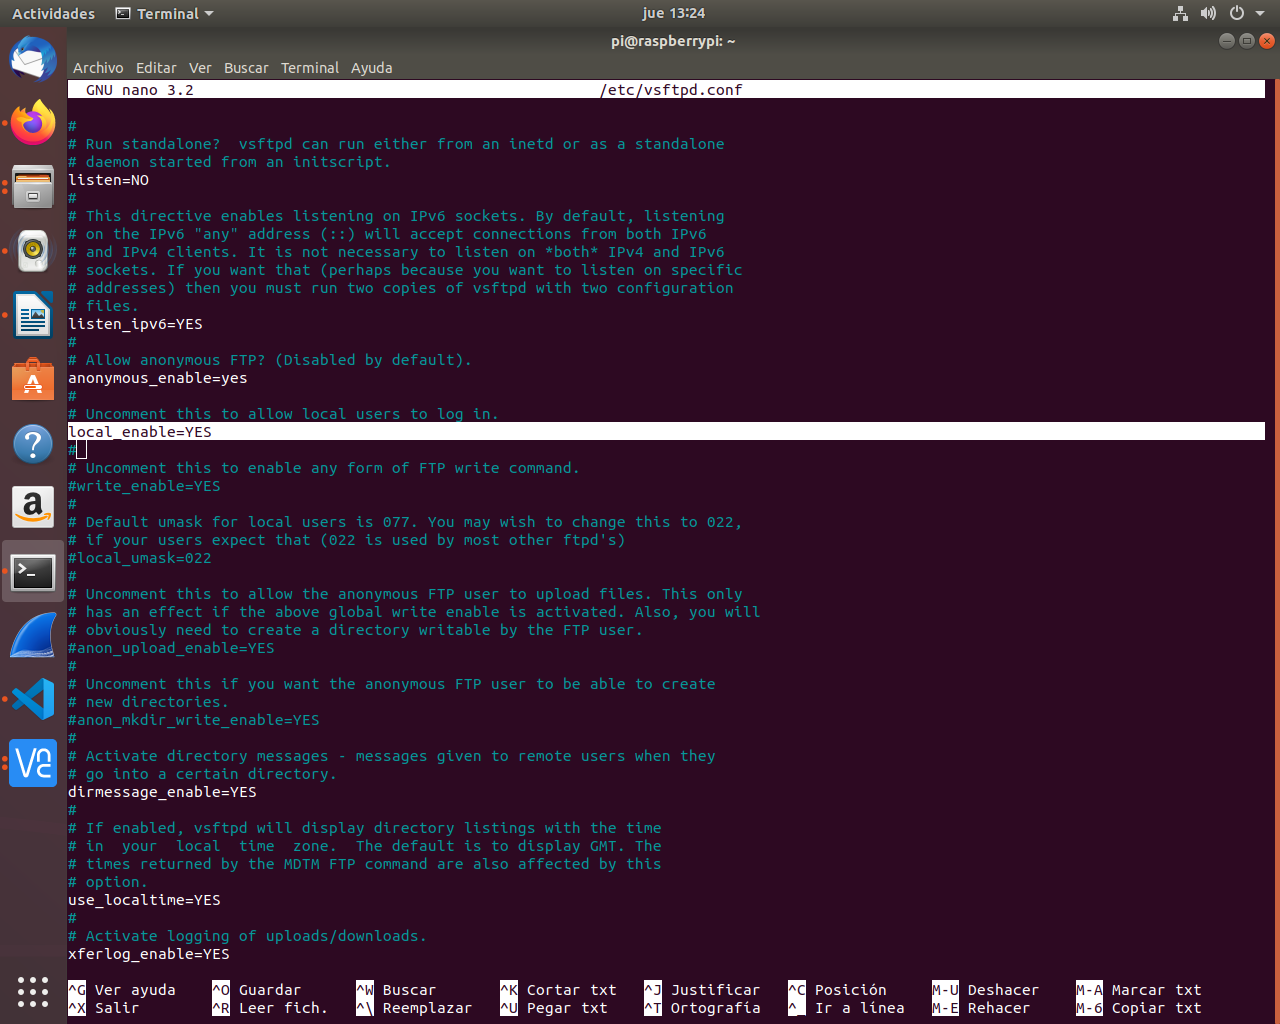 Actividades Terminal jue 13:24
pi@raspberrypi: ~
Archivo Editar Ver Buscar Terminal Ayuda
GNU nano 3.2 /etc/vsftpd.conf
#
# Run standalone?  vsftpd can run either from an inetd or as a standalone
# daemon started from an initscript.
listen=NO
#
# This directive enables listening on IPv6 sockets. By default, listening
# on the IPv6 "any" address (::) will accept connections from both IPv6
# and IPv4 clients. It is not necessary to listen on *both* IPv4 and IPv6
# sockets. If you want that (perhaps because you want to listen on specific
# addresses) then you must run two copies of vsftpd with two configuration
# files.
listen_ipv6=YES
#
# Allow anonymous FTP? (Disabled by default).
anonymous_enable=yes
#
# Uncomment this to allow local users to log in.
local_enable=YES
#
# Uncomment this to enable any form of FTP write command.
#write_enable=YES
#
# Default umask for local users is 077. You may wish to change this to 022,
# if your users expect that (022 is used by most other ftpd's)
#local_umask=022
#
# Uncomment this to allow the anonymous FTP user to upload files. This only
# has an effect if the above global write enable is activated. Also, you will
# obviously need to create a directory writable by the FTP user.
#anon_upload_enable=YES
#
# Uncomment this if you want the anonymous FTP user to be able to create
# new directories.
#anon_mkdir_write_enable=YES
#
# Activate directory messages - messages given to remote users when they
# go into a certain directory.
dirmessage_enable=YES
#
# If enabled, vsftpd will display directory listings with the time
# in  your  local  time  zone.  The default is to display GMT. The
# times returned by the MDTM FTP command are also affected by this
# option.
use_localtime=YES
#
# Activate logging of uploads/downloads.
xferlog_enable=YES
^G Ver ayuda ^O Guardar ^W Buscar ^K Cortar txt ^J Justificar ^C Posición M-U Deshacer M-A Marcar txt
^X Salir ^R Leer fich. ^\ Reemplazar ^U Pegar txt ^T Ortografía ^_ Ir a línea M-E Rehacer M-6 Copiar txt